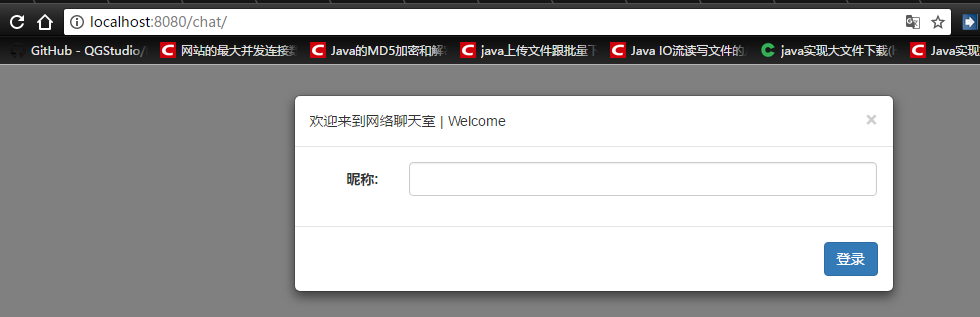 localhost:8080/chat/
GitHub - QGStudio/
网站的最大并发连接数
Java的MD5加密和解
java上传文件跟批量下
Java IO流读写文件的
java实现大文件下载(
Java实现
欢迎来到网络聊天室 | Welcome
×
昵称:
登录